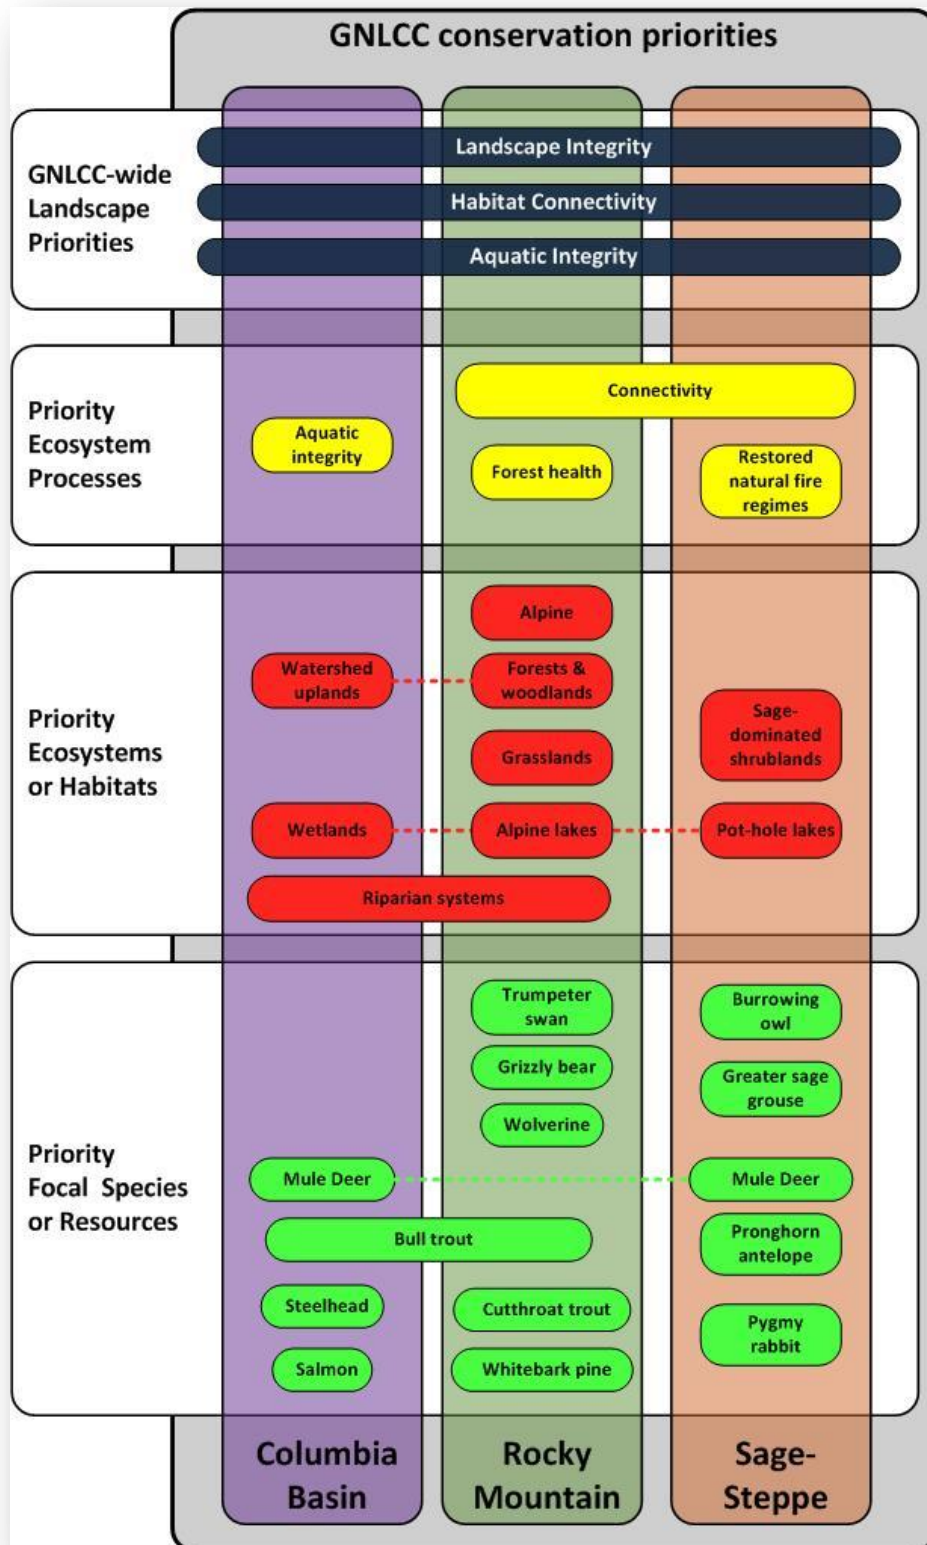 GNLCC conservation priorities
GNLCC-wide
Landscape
Priorities
Landscape Integrity
Habitat Connectivity
Aquatic Integrity
Priority
Ecosystem
Processes
Connectivity
Aquatic
integrity
Forest health
Restored
natural fire
regimes
Priority
Ecosystems
or Habitats
Alpine
Watershed
uplands
Forests &
woodlands
Sage-
dominated
shrublands
Grasslands
Wetlands
Alpine lakes
Pot-hole lakes
Riparian systems
Priority
Focal Species
or Resources
Trumpeter
swan
Burrowing
owl
Grizzly bear
Greater sage
grouse
Wolverine
Mule Deer
Mule Deer
Bull trout
Pronghorn
antelope
Steelhead
Cutthroat trout
Pygmy
rabbit
Salmon
Whitebark pine
Columbia
Basin
Rocky
Mountain
Sage-
Steppe